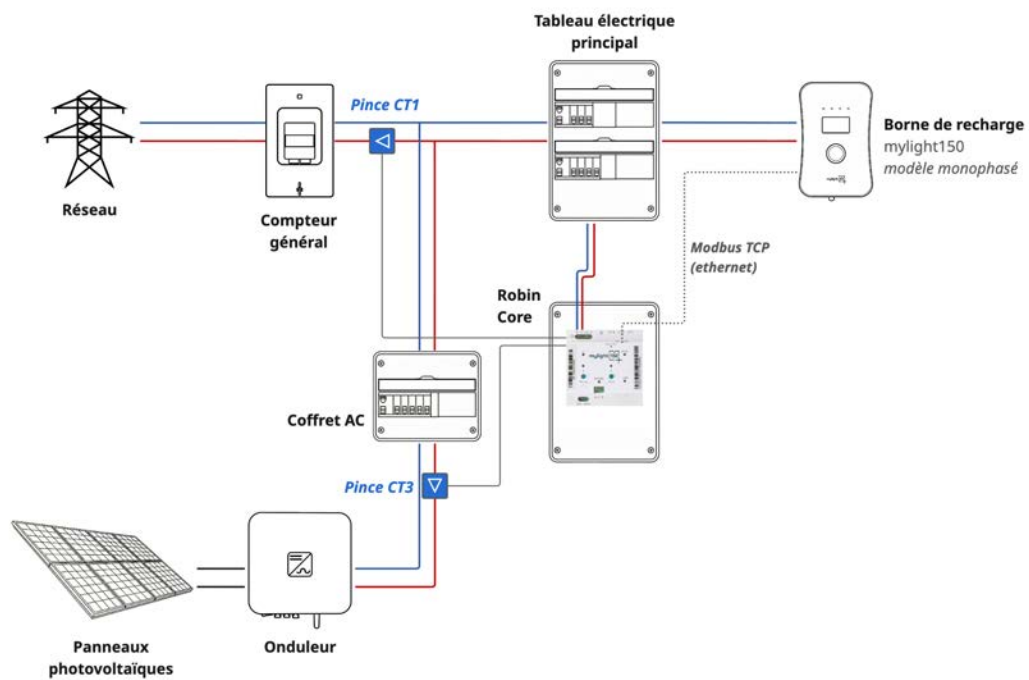 Tableau électrique
principal
Pince CT1
Borne de recharge
mylight150
modèle monophasé
Réseau
Compteur
général
Modbus TCP
(ethernet)
Robin
Core
mylight150
Coffret AC
Pince CT3
Panneaux
photovoltaïques
Onduleur